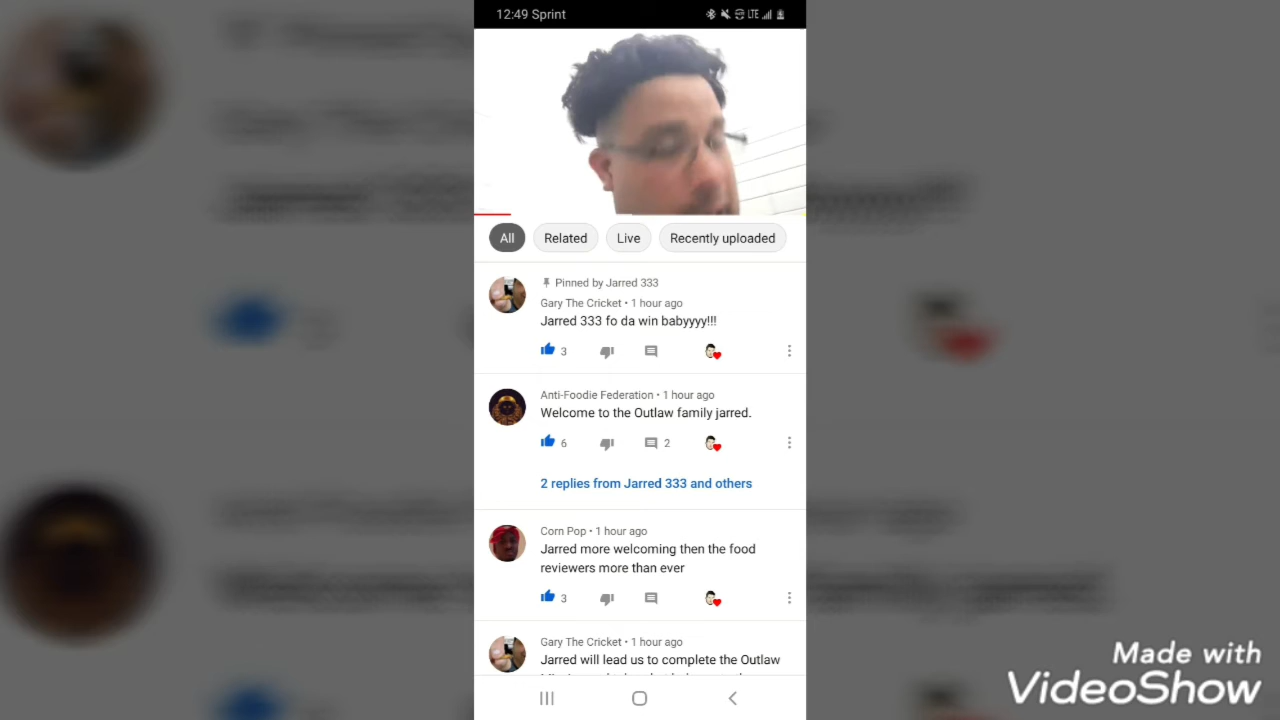 12:49 Sprint
LTE
All
Related
Live
Recently uploaded
Pinned by Jarred 333
Gary The Cricket • 1 hour ago
Jarred 333 fo da win babyyyy!!!
3
Anti-Foodie Federation • 1 hour ago
Welcome to the Outlaw family jarred.
6
2
2 replies from Jarred 333 and others
Corn Pop • 1 hour ago
Jarred more welcoming then the food
reviewers more than ever
3
Gary The Cricket • 1 hour ago
Jarred will lead us to complete the Outlaw
Made with
VideoShow